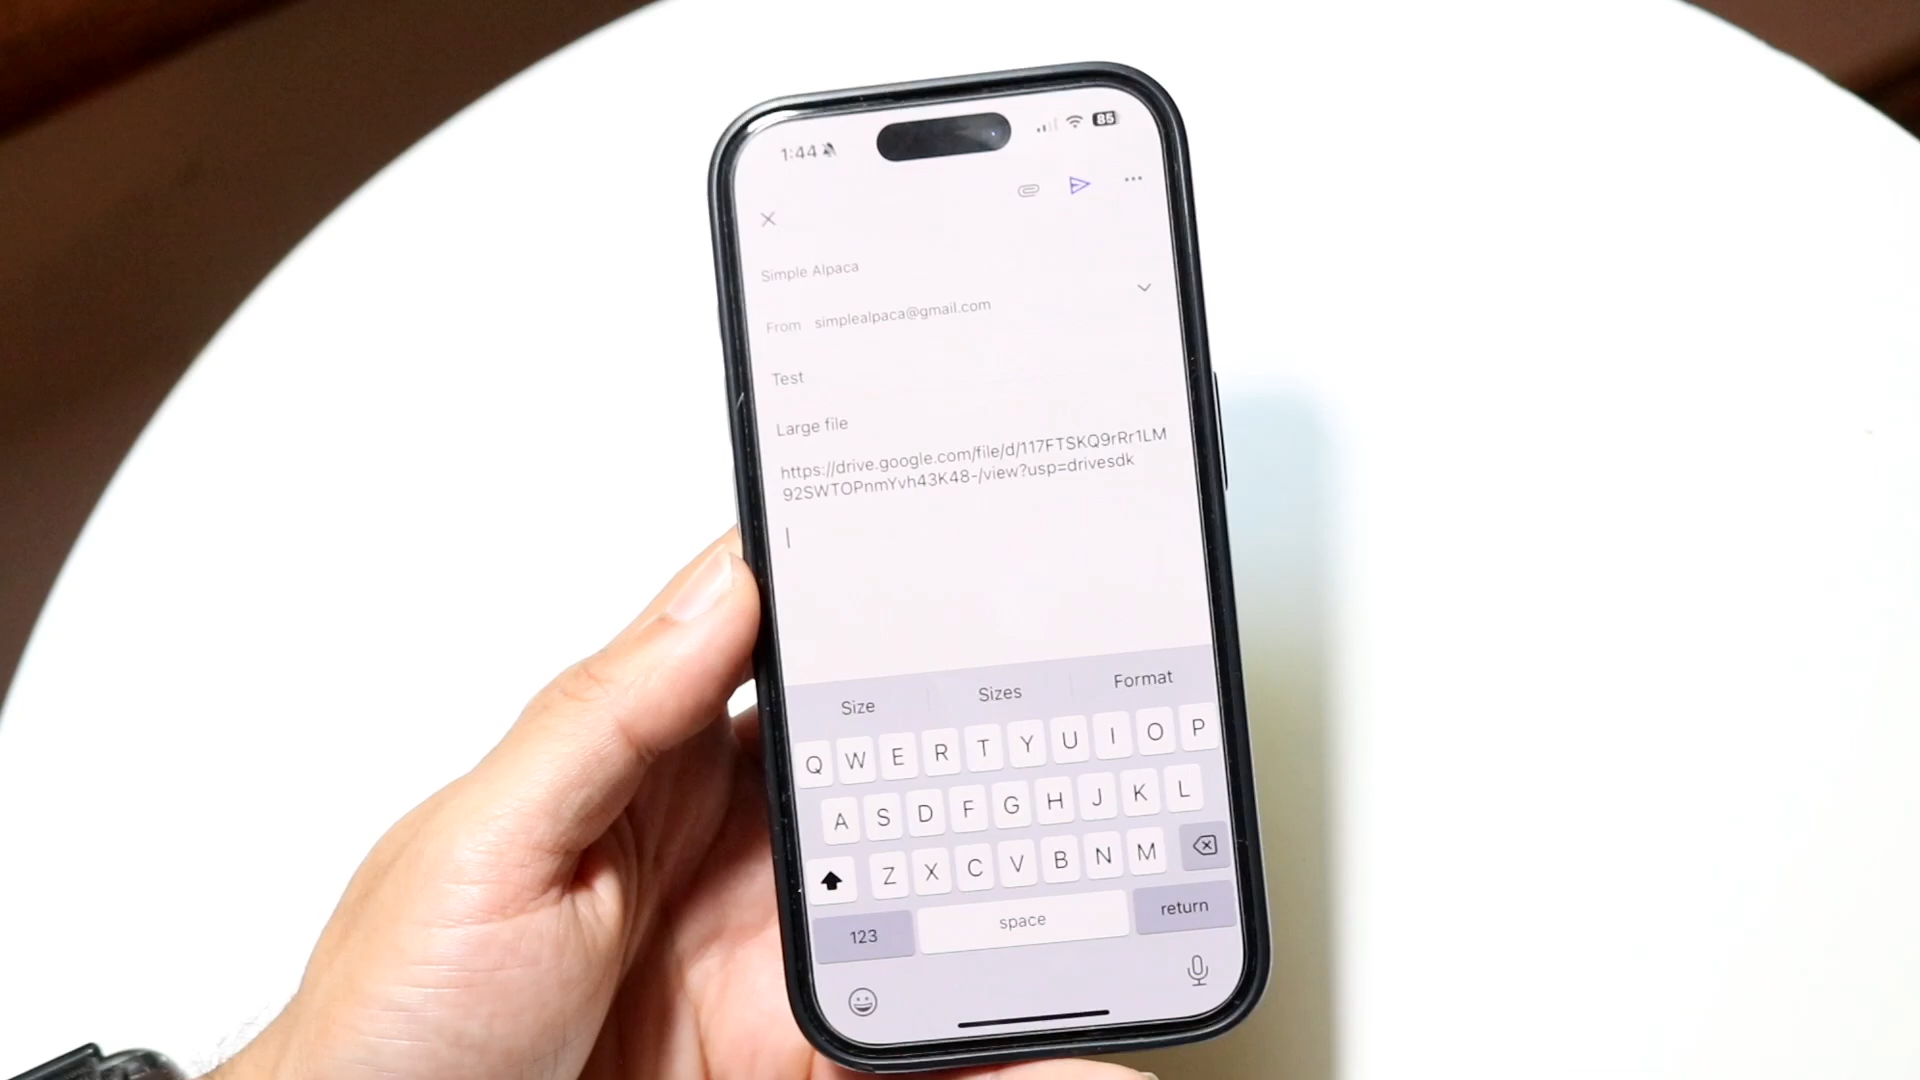 1:44
85
Simple Alpaca
From simplealpaca@gmail.com
Test
Large file
https://drive.google.com/file/d/117FTSKQ9rRr1LM
92SWTOPnmYvh43K48-/view?usp=drivesdk
Size Sizes Format
Q W E R T Y U I O P
A S D F G H J K L
Z X C V B N M
123 space return